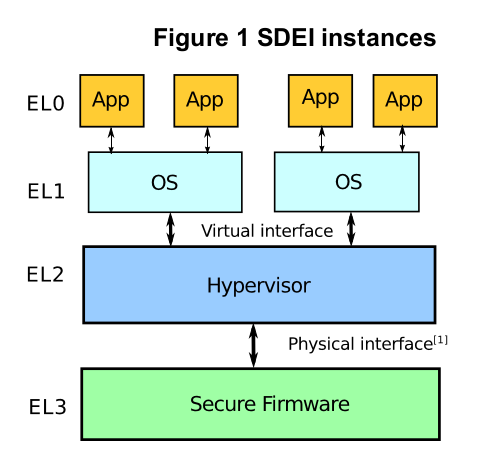 Figure 1 SDEI instances
EL0 App App App App
EL1 OS OS
Virtual interface
EL2 Hypervisor
Physical interface[1]
EL3 Secure Firmware